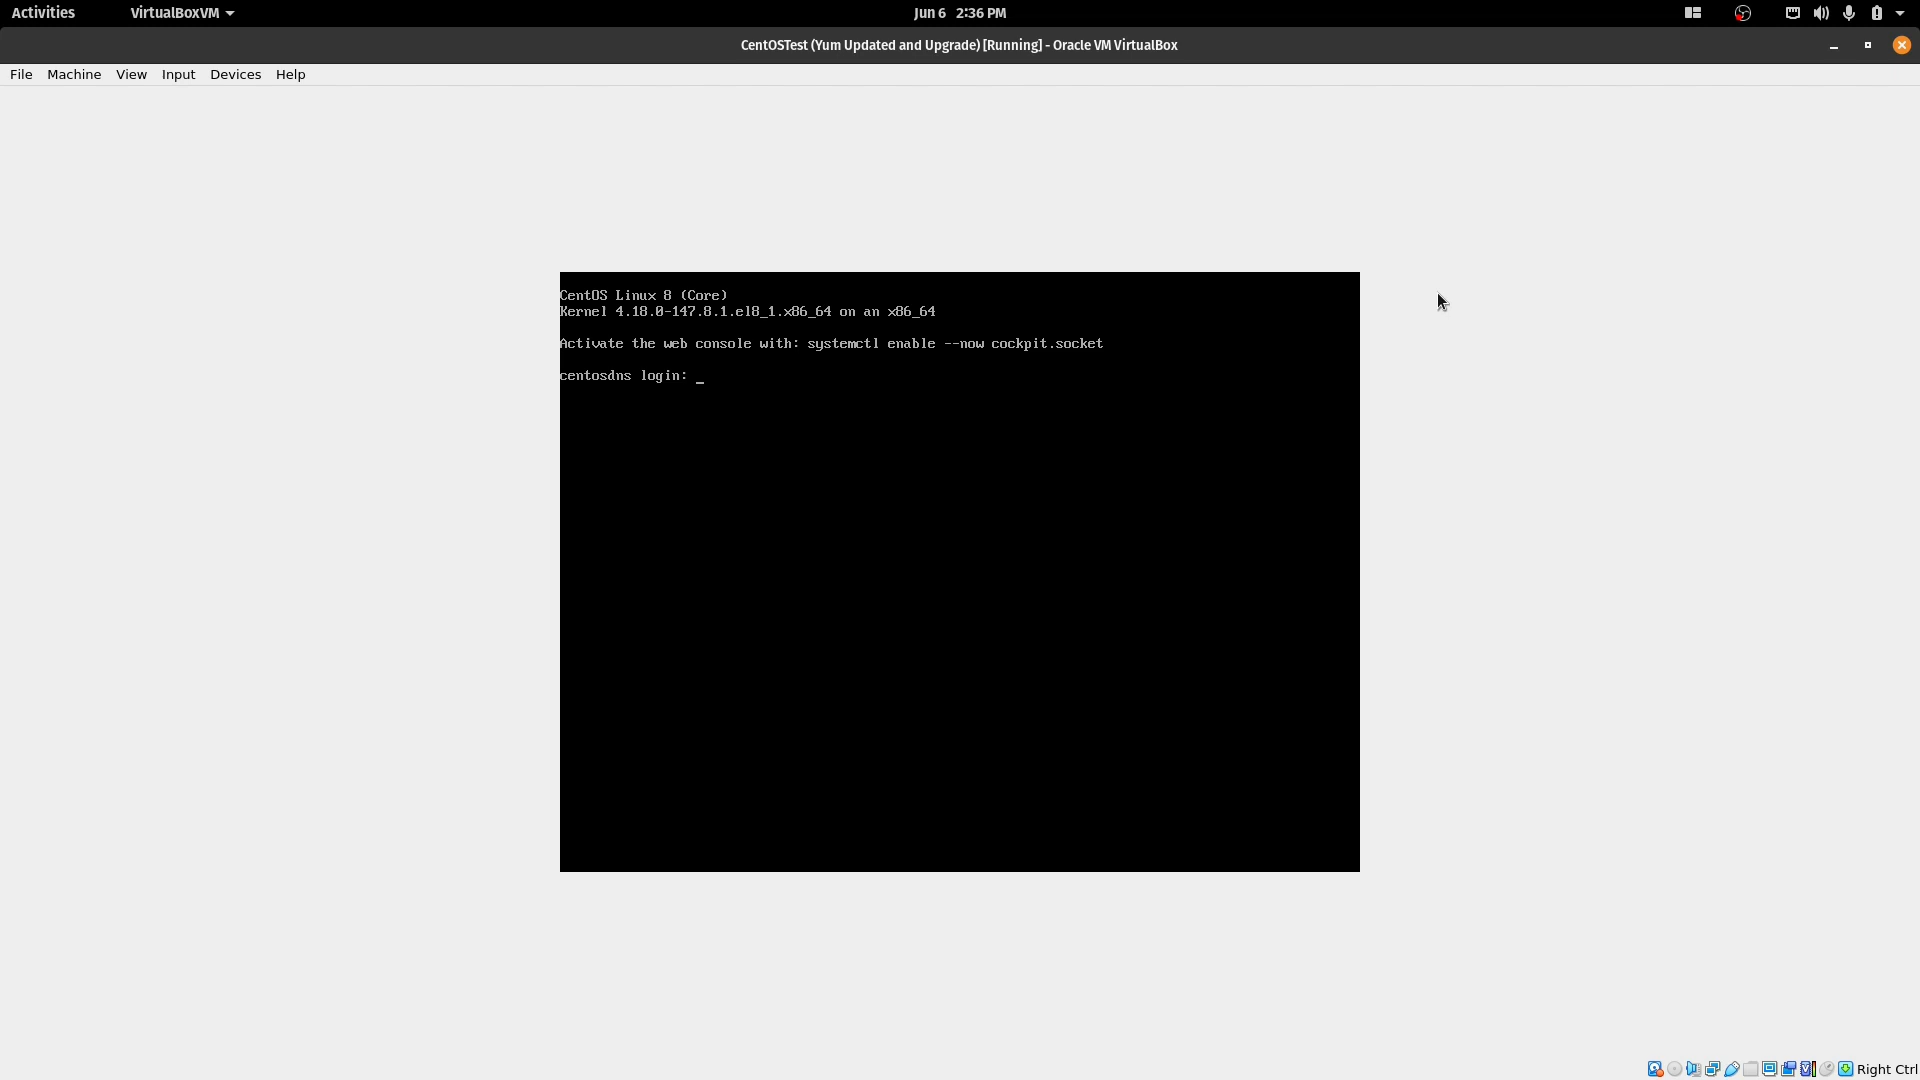 Activities VirtualBoxVM Jun 6 2:36 PM
CentOSTest (Yum Updated and Upgrade) [Running] - Oracle VM VirtualBox
File Machine View Input Devices Help
CentOS Linux 8 (Core)
Kernel 4.18.0-147.8.1.el8_1.x86_64 on an x86_64
Activate the web console with: systemctl enable --now cockpit.socket
centosdns login: _
Right Ctrl